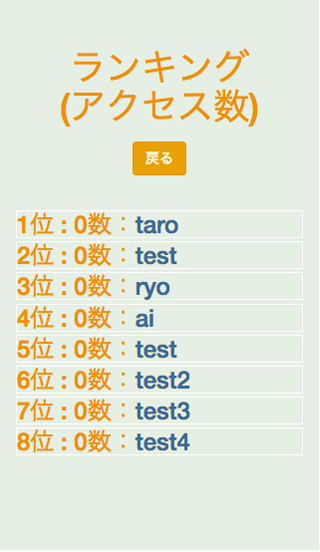 ランキング
(アクセス数)
戻る
1位 : 0数：taro
2位 : 0数：test
3位 : 0数：ryo
4位 : 0数：ai
5位 : 0数：test
6位 : 0数：test2
7位 : 0数：test3
8位 : 0数：test4